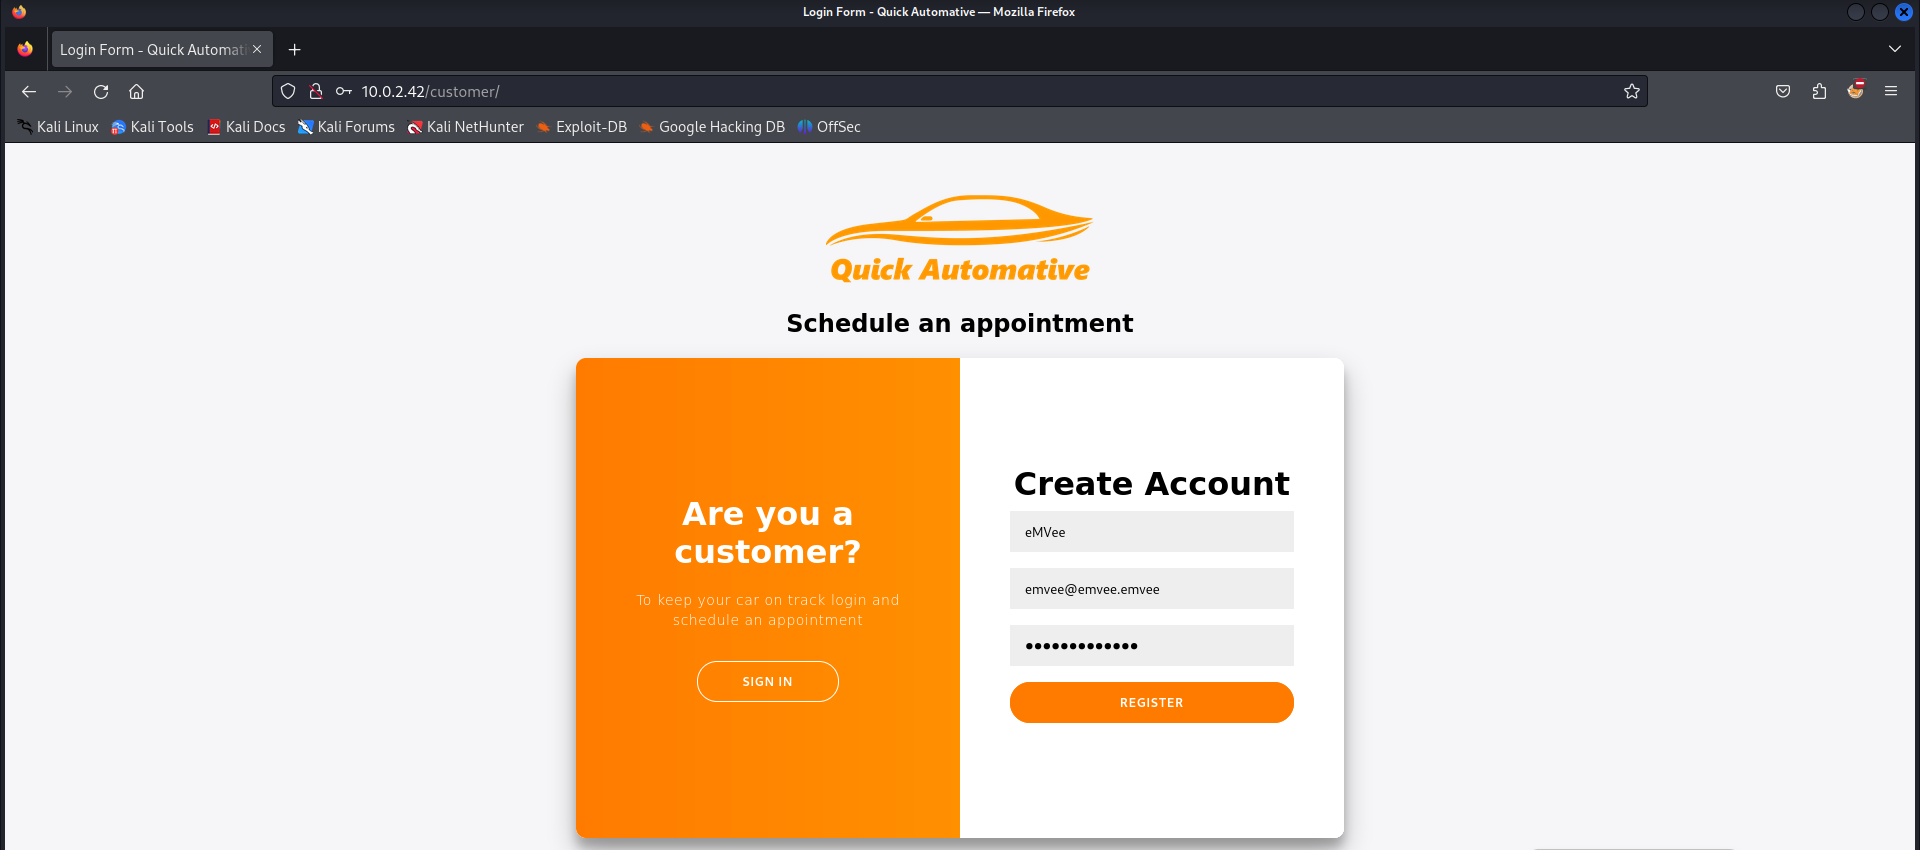 Login Form - Quick Automative — Mozilla Firefox
Login Form - Quick Automati
10.0.2.42/customer/
Kali Linux Kali Tools Kali Docs Kali Forums Kali NetHunter Exploit-DB Google Hacking DB OffSec
Quick Automative
Schedule an appointment
Are you a
customer?
To keep your car on track login and
schedule an appointment
SIGN IN
Create Account
eMVee
emvee@emvee.emvee
•••••••••••••
REGISTER